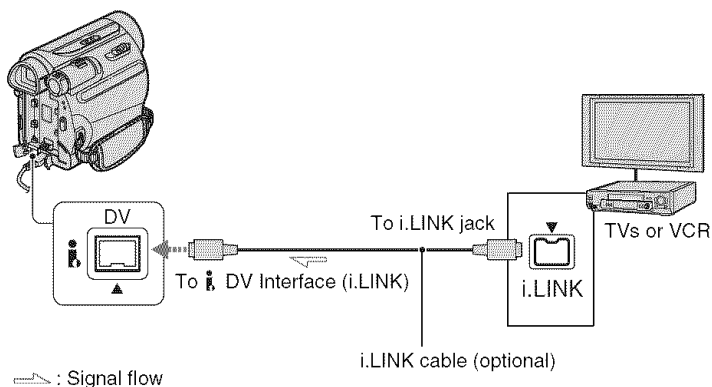 DV
To i.LINK jack
TVs or VCR
To i DV Interface (i.LINK)
i.LINK
i.LINK cable (optional)
: Signal flow